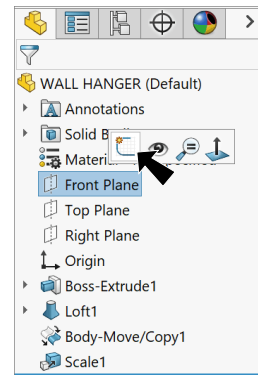 WALL HANGER (Default)
Annotations
Solid B
Material
Front Plane
Top Plane
Right Plane
Origin
Boss-Extrude1
Loft1
Body-Move/Copy1
Scale1